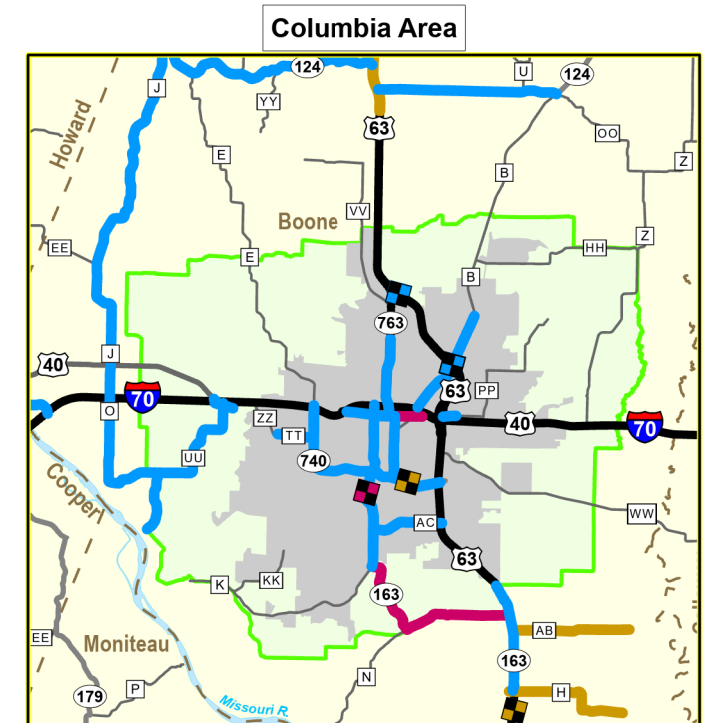 Columbia Area
124
U
124
J
YY
OO
63
Howard
E
Z
B
VV
Boone
Z
EE
HH
E
B
763
J
40
63
PP
70
O
ZZ
40
70
TT
740
UU
Cooper
WW
AC
63
K
KK
163
EE
AB
Moniteau
163
N
179
P
H
Missouri R.